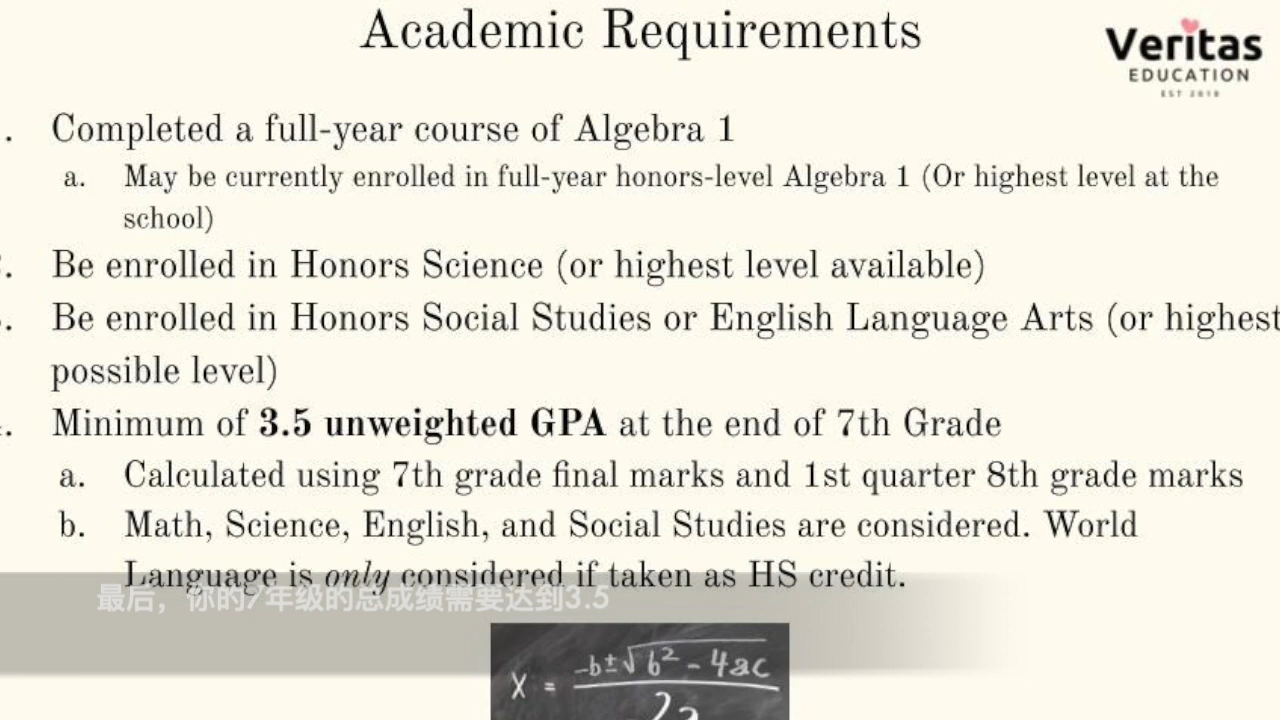 Academic Requirements
Veritas
EDUCATION
EST 2018
. Completed a full-year course of Algebra 1
a. May be currently enrolled in full-year honors-level Algebra 1 (Or highest level at the
school)
. Be enrolled in Honors Science (or highest level available)
. Be enrolled in Honors Social Studies or English Language Arts (or highest
possible level)
. Minimum of 3.5 unweighted GPA at the end of 7th Grade
a. Calculated using 7th grade final marks and 1st quarter 8th grade marks
b. Math, Science, English, and Social Studies are considered. World
Language is only considered if taken as HS credit.
最后，你的7年级的总成绩需要达到3.5
x = -b±√b²-4ac
2a